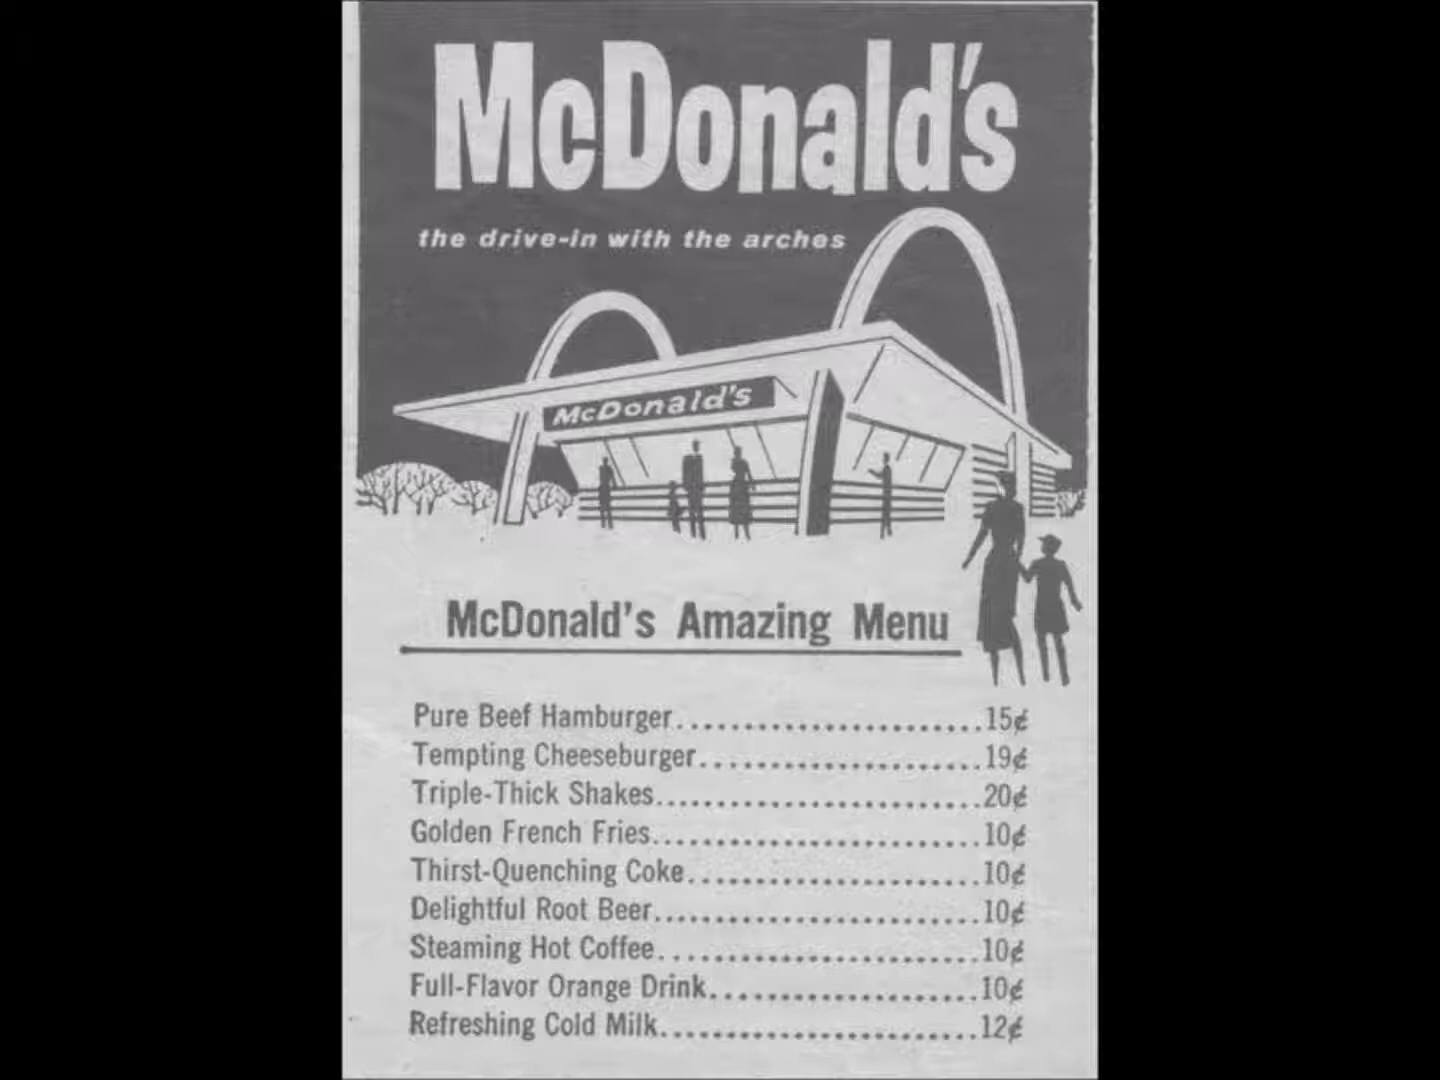 McDonald's
the drive-in with the arches
McDonald's
McDonald's Amazing Menu
Pure Beef Hamburger.......................15¢
Tempting Cheeseburger.....................19¢
Triple-Thick Shakes........................20¢
Golden French Fries........................10¢
Thirst-Quenching Coke.....................10¢
Delightful Root Beer........................10¢
Steaming Hot Coffee.......................10¢
Full-Flavor Orange Drink...................10¢
Refreshing Cold Milk.......................12¢